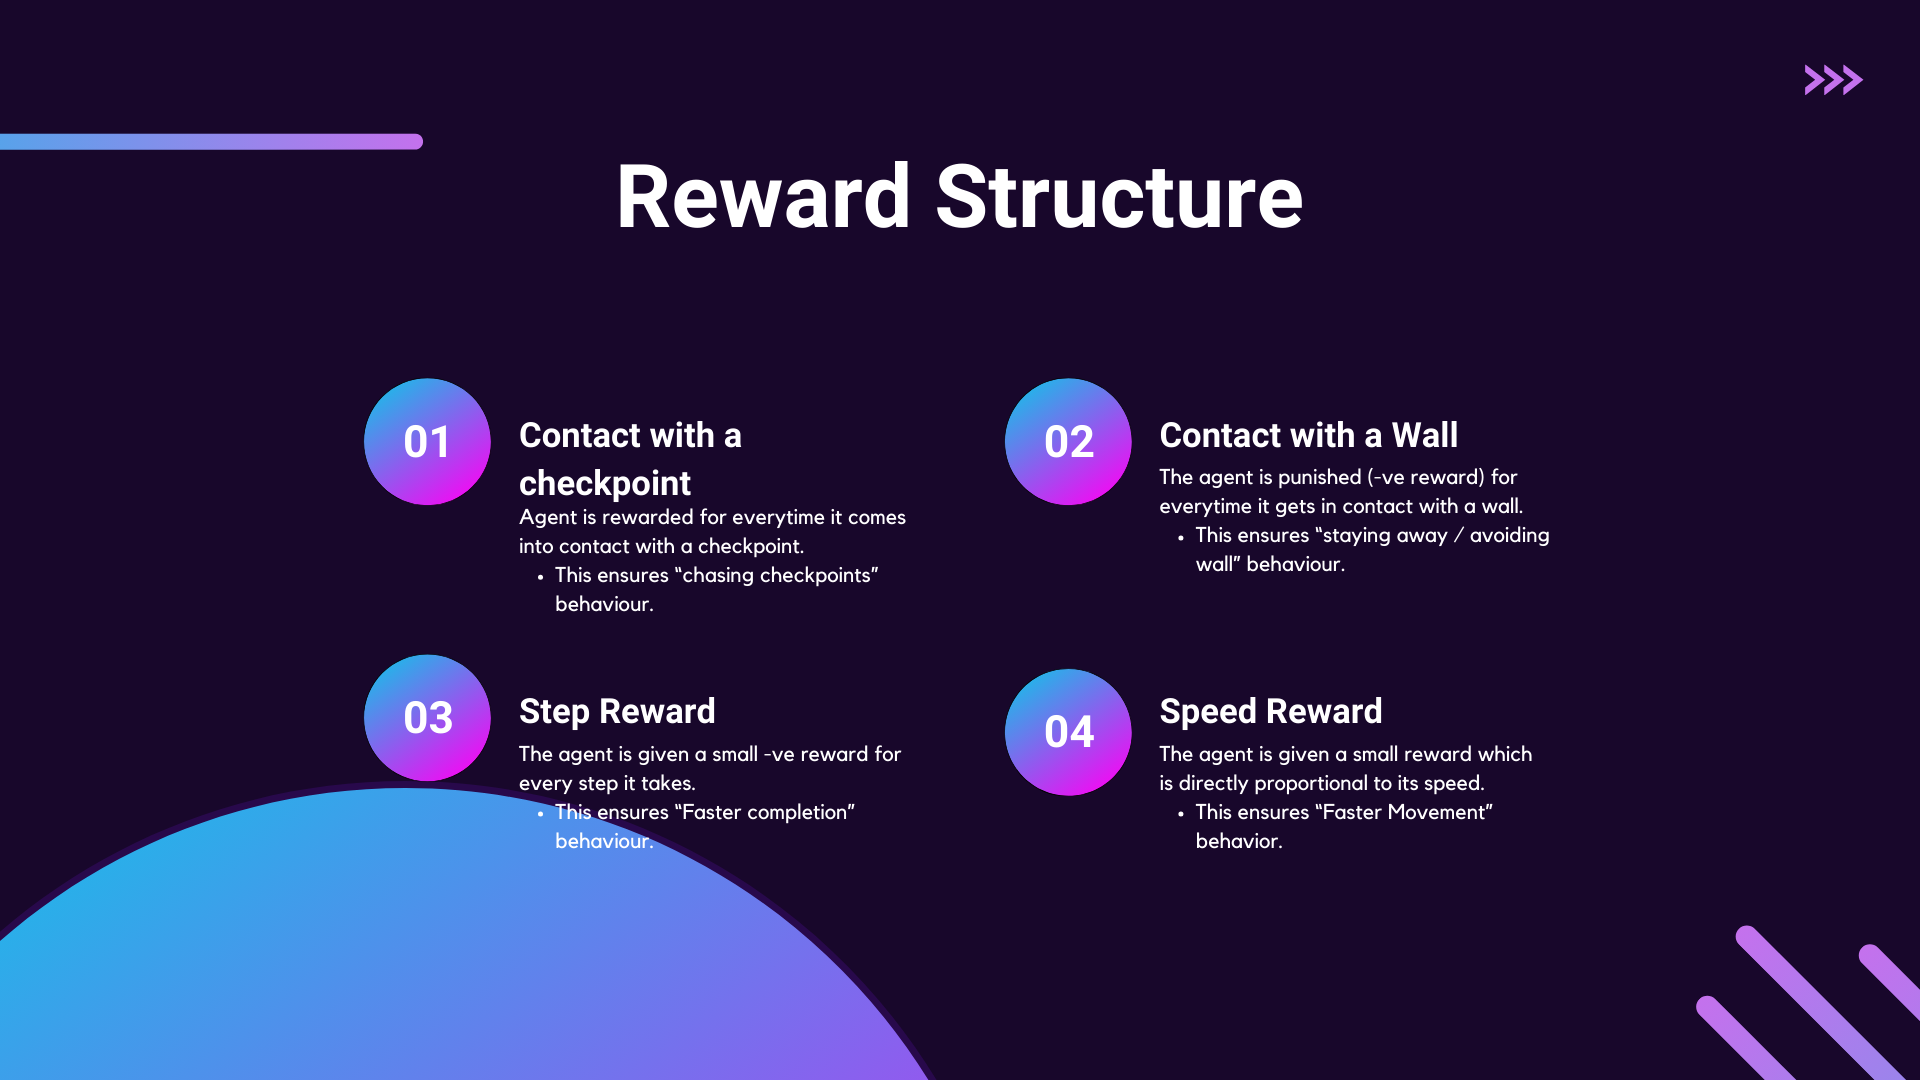 Reward Structure
01
Contact with a
checkpoint
Agent is rewarded for everytime it comes
into contact with a checkpoint.
• This ensures “chasing checkpoints”
behaviour.
02
Contact with a Wall
The agent is punished (-ve reward) for
everytime it gets in contact with a wall.
• This ensures “staying away / avoiding
wall” behaviour.
03
Step Reward
The agent is given a small -ve reward for
every step it takes.
• This ensures “Faster completion”
behaviour.
04
Speed Reward
The agent is given a small reward which
is directly proportional to its speed.
• This ensures “Faster Movement”
behavior.